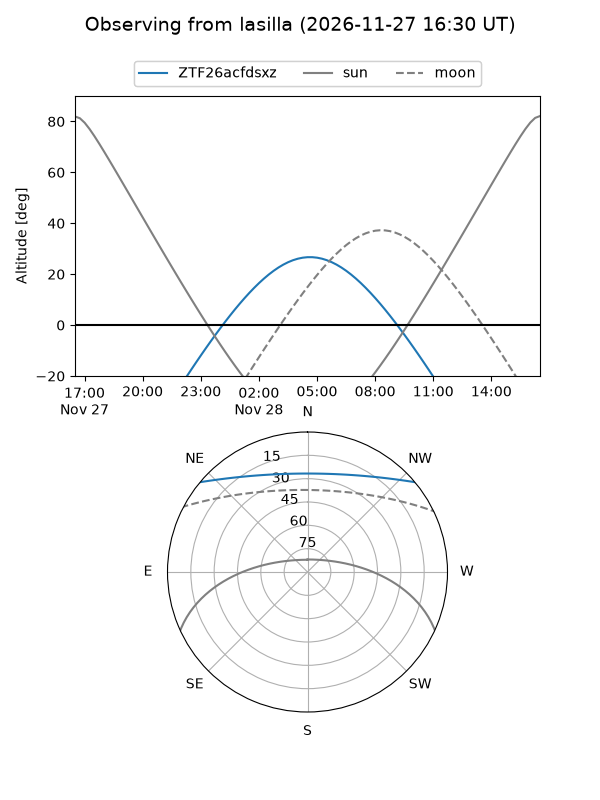 Observing from lasilla (2026-11-27 16:30 UT)
ZTF26acfdsxz sun moon
Altitude [deg]
80
60
40
20
0
−20
17:00 20:00 23:00 02:00 05:00 08:00 11:00 14:00
Nov 27 Nov 28
N
NE NW
15
30
45
60
75
E W
SE SW
S